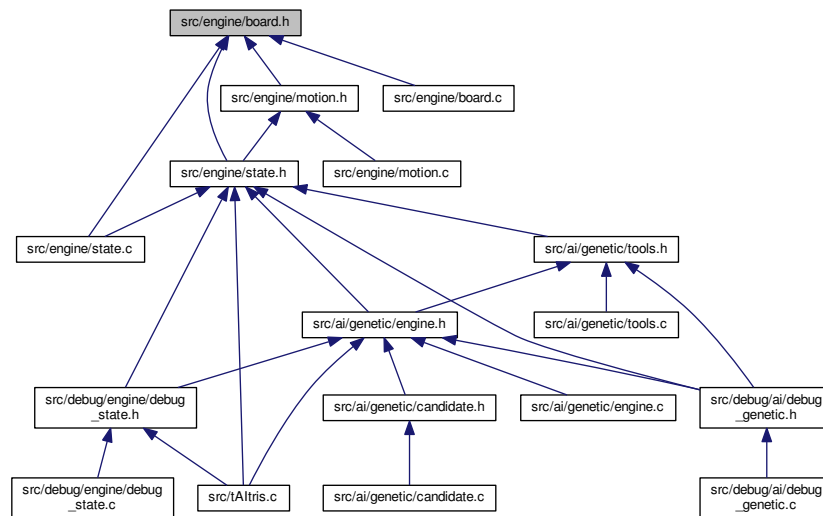 src/engine/board.h
src/engine/motion.h
src/engine/board.c
src/engine/state.h
src/engine/motion.c
src/engine/state.c
src/ai/genetic/tools.h
src/ai/genetic/engine.h
src/ai/genetic/tools.c
src/debug/engine/debug
_state.h
src/ai/genetic/candidate.h
src/ai/genetic/engine.c
src/debug/ai/debug
_genetic.h
src/debug/engine/debug
_state.c
src/tAItris.c
src/ai/genetic/candidate.c
src/debug/ai/debug
_genetic.c